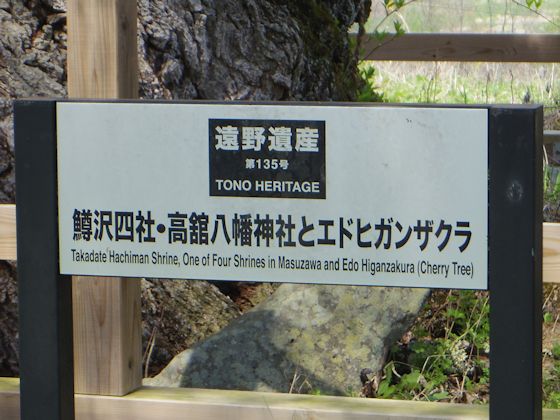 遠野遺産
第135号
TONO HERITAGE
鱒沢四社・高舘八幡神社とエドヒガンザクラ
Takadate Hachiman Shrine, One of Four Shrines in Masuzawa and Edo Higanzakura (Cherry Tree)